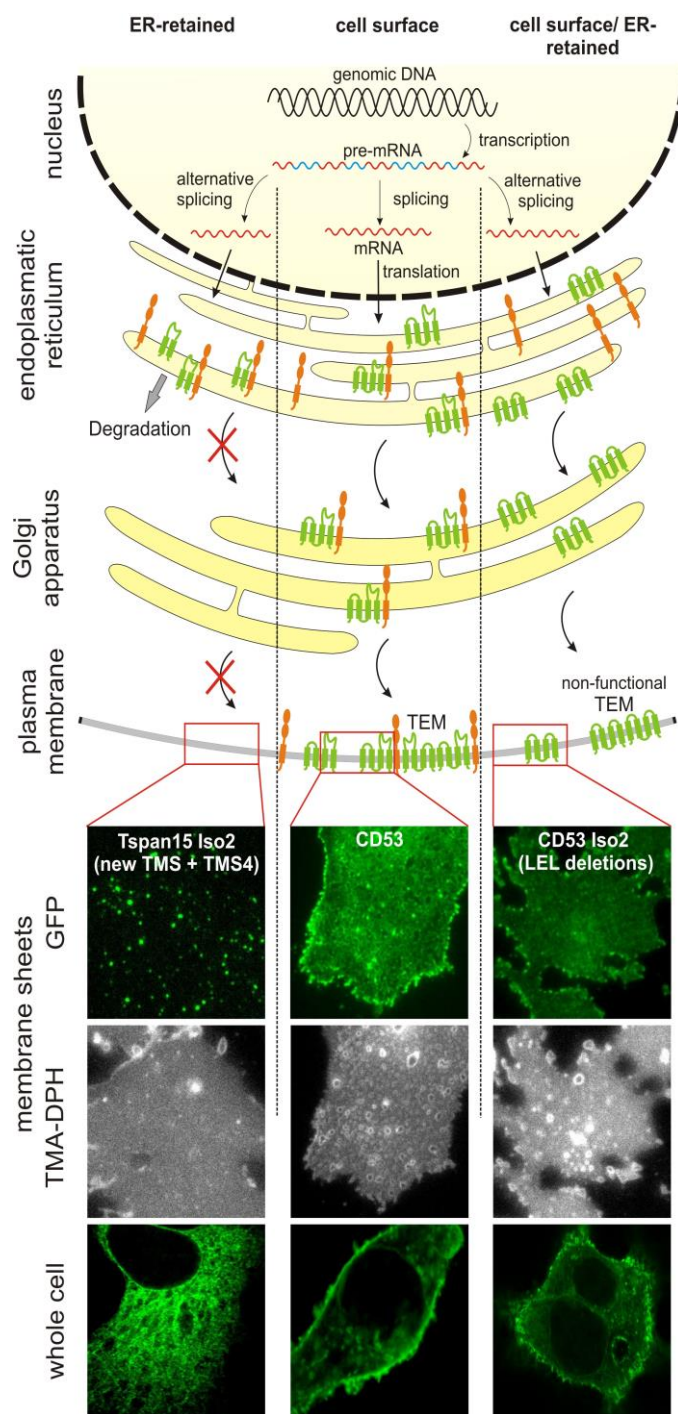 ER-retained
cell surface
cell surface/ ER-
retained
nucleus
genomic DNA
transcription
pre-mRNA
alternative
splicing
splicing
alternative
splicing
mRNA
translation
endoplasmatic
reticulum
Degradation
Golgi
apparatus
plasma
membrane
TEM
non-functional
TEM
membrane sheets
GFP
Tspan15 Iso2
(new TMS + TMS4)
CD53
CD53 Iso2
(LEL deletions)
TMA-DPH
whole cell